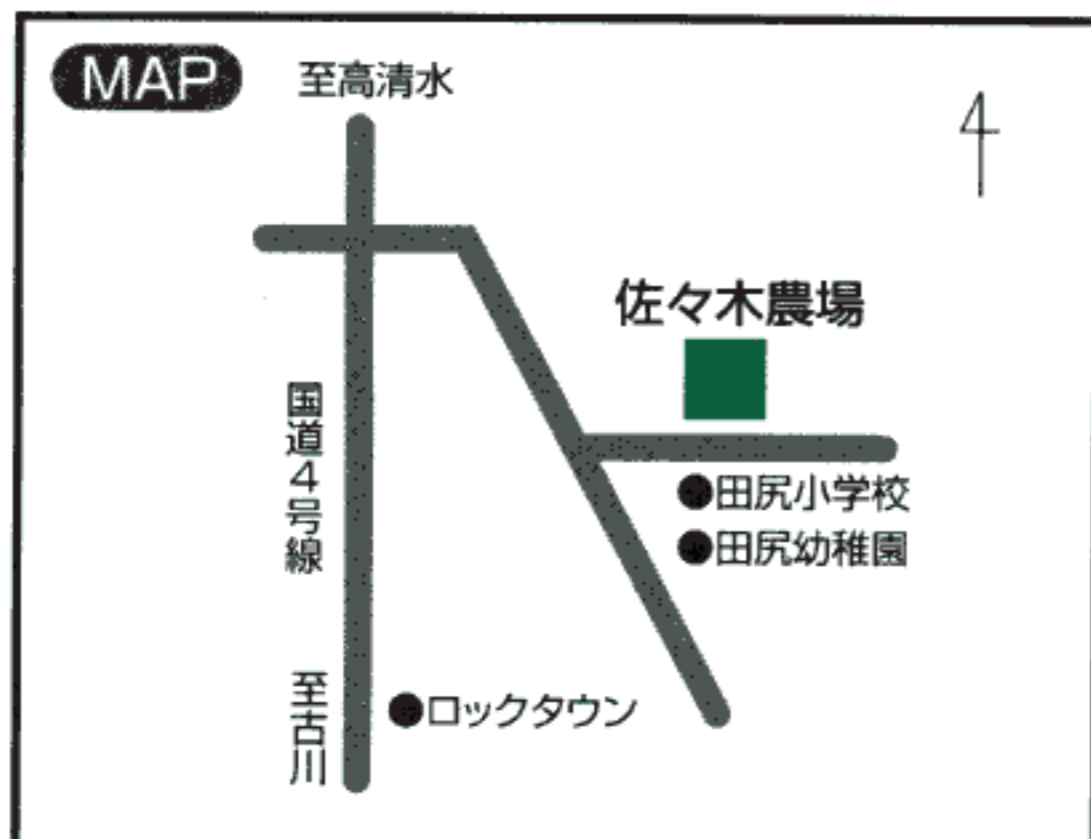 MAP
至高清水
佐々木農場
国道4号線
田尻小学校
田尻幼稚園
至古川
ロックタウン